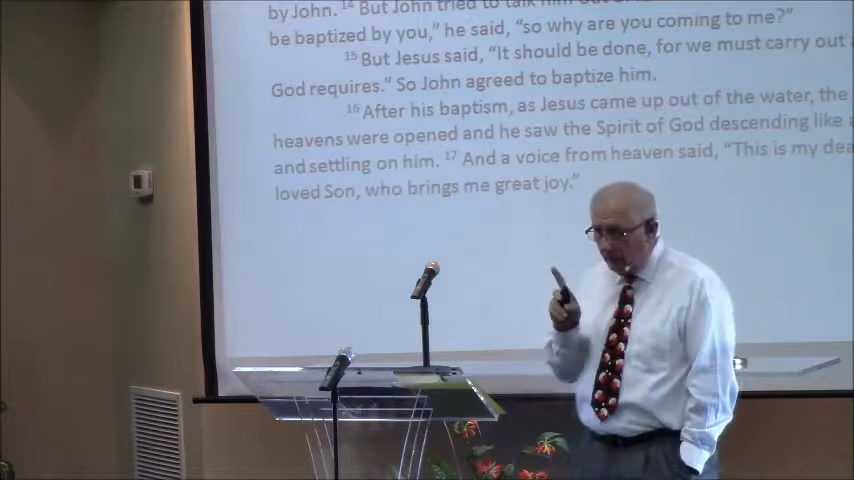 by John. 14 But John tried to talk him out of
be baptized by you," he said, "so why are you coming to me?"
15 But Jesus said, "It should be done, for we must carry out
God requires." So John agreed to baptize him.
16 After his baptism, as Jesus came up out of the water, the
heavens were opened and he saw the Spirit of God descending like
and settling on him. 17 And a voice from heaven said, "This is my
loved Son, who brings me great joy."